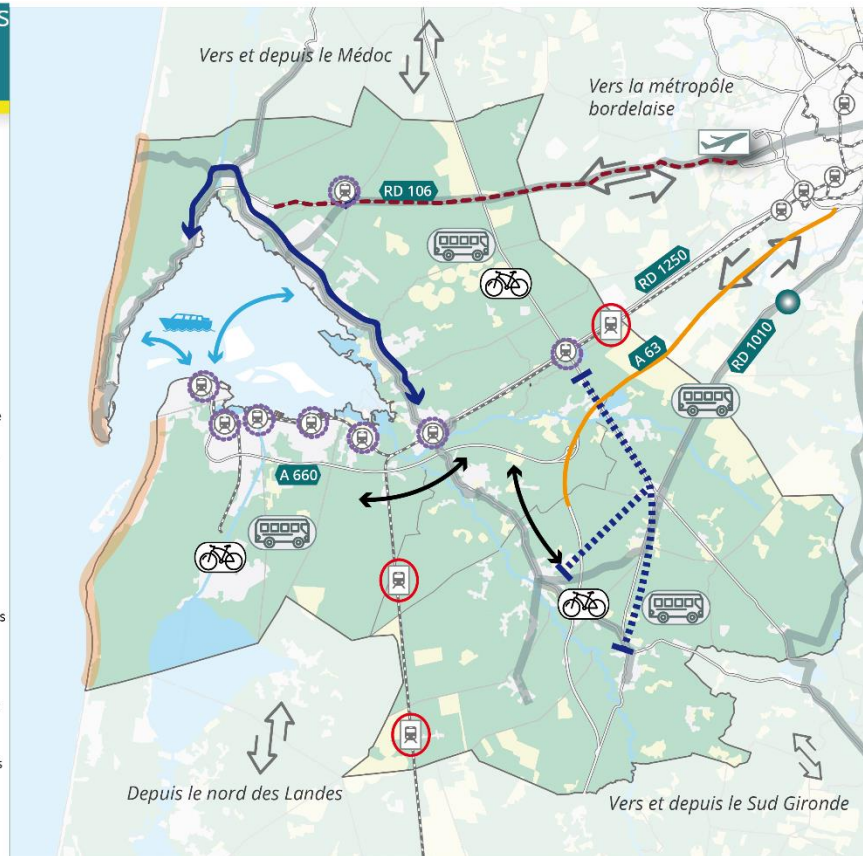 S
Vers et depuis le Médoc
Vers la métropole
bordelaise
RD 106
RD 1250
A 63
RD 1010
e
A 660
s
s
Depuis le nord des Landes
Vers et depuis le Sud Gironde